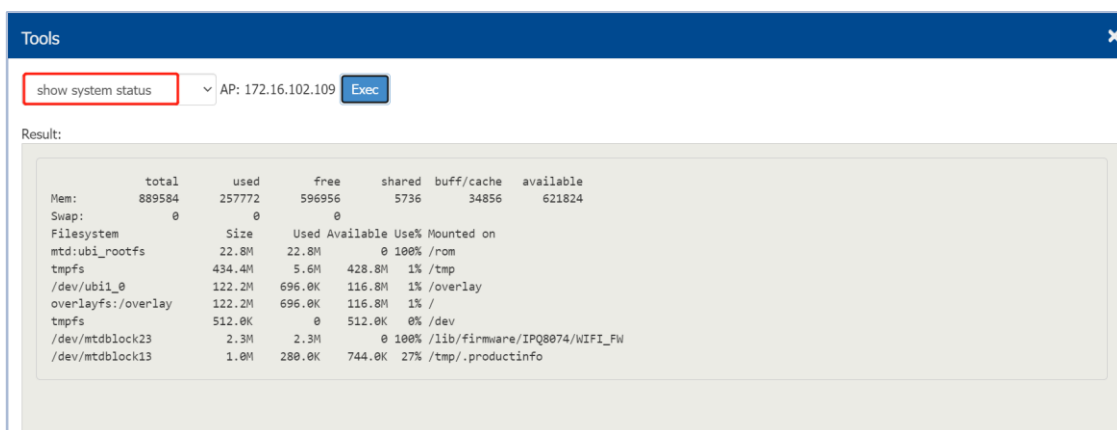 Tools
show system status AP: 172.16.102.109 Exec
Result:
total used free shared buff/cache available
Mem: 889584 257772 596956 5736 34856 621824
Swap: 0 0 0
Filesystem Size Used Available Use% Mounted on
mtd:ubi_rootfs 22.8M 22.8M 0 100% /rom
tmpfs 434.4M 5.6M 428.8M 1% /tmp
/dev/ubi1_0 122.2M 696.0K 116.8M 1% /overlay
overlayfs:/overlay 122.2M 696.0K 116.8M 1% /
tmpfs 512.0K 0 512.0K 0% /dev
/dev/mtdblock23 2.3M 2.3M 0 100% /lib/firmware/IPQ8074/WIFI_FW
/dev/mtdblock13 1.0M 280.0K 744.0K 27% /tmp/.productinfo